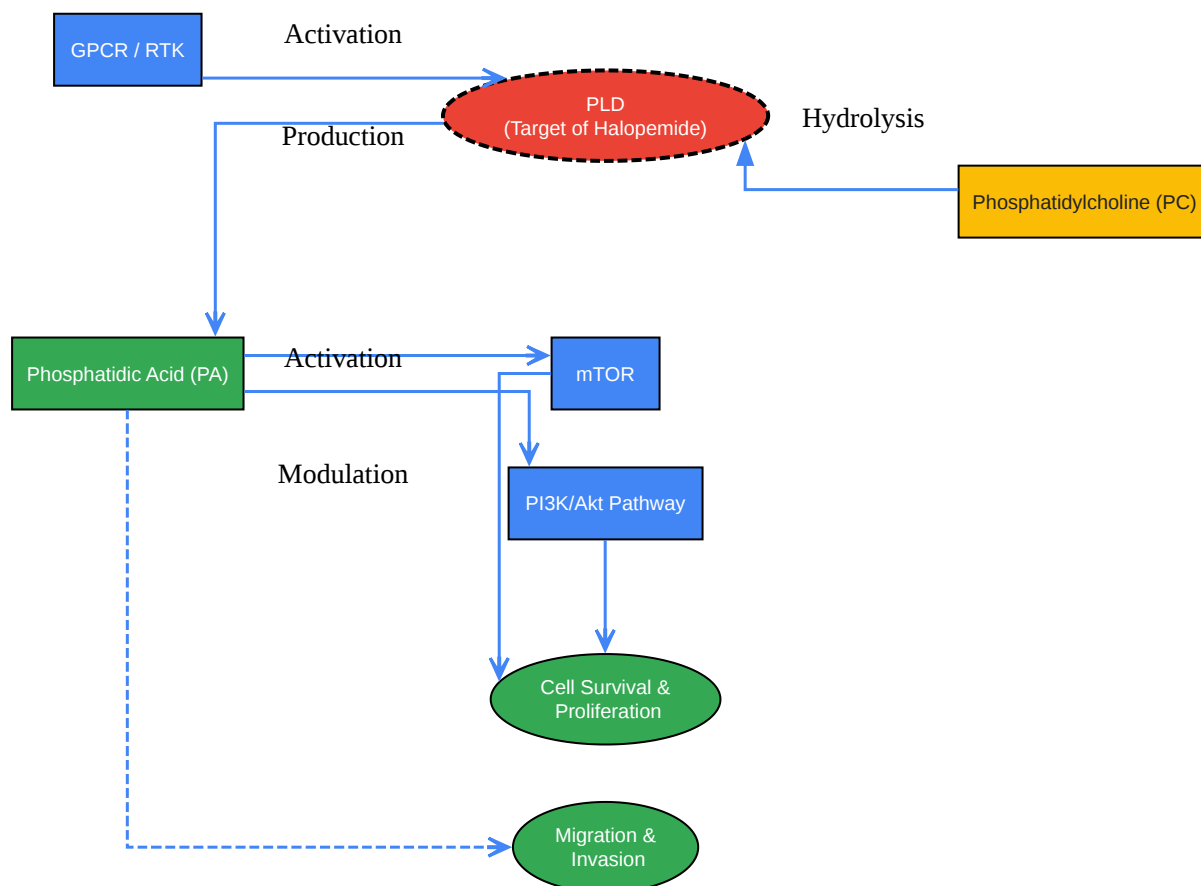 Activation
GPCR / RTK
PLD
(Target of Halopemide)
Hydrolysis
Production
Phosphatidylcholine (PC)
Phosphatidic Acid (PA)
Activation
mTOR
Modulation
PI3K/Akt Pathway
Cell Survival &
Proliferation
Migration &
Invasion